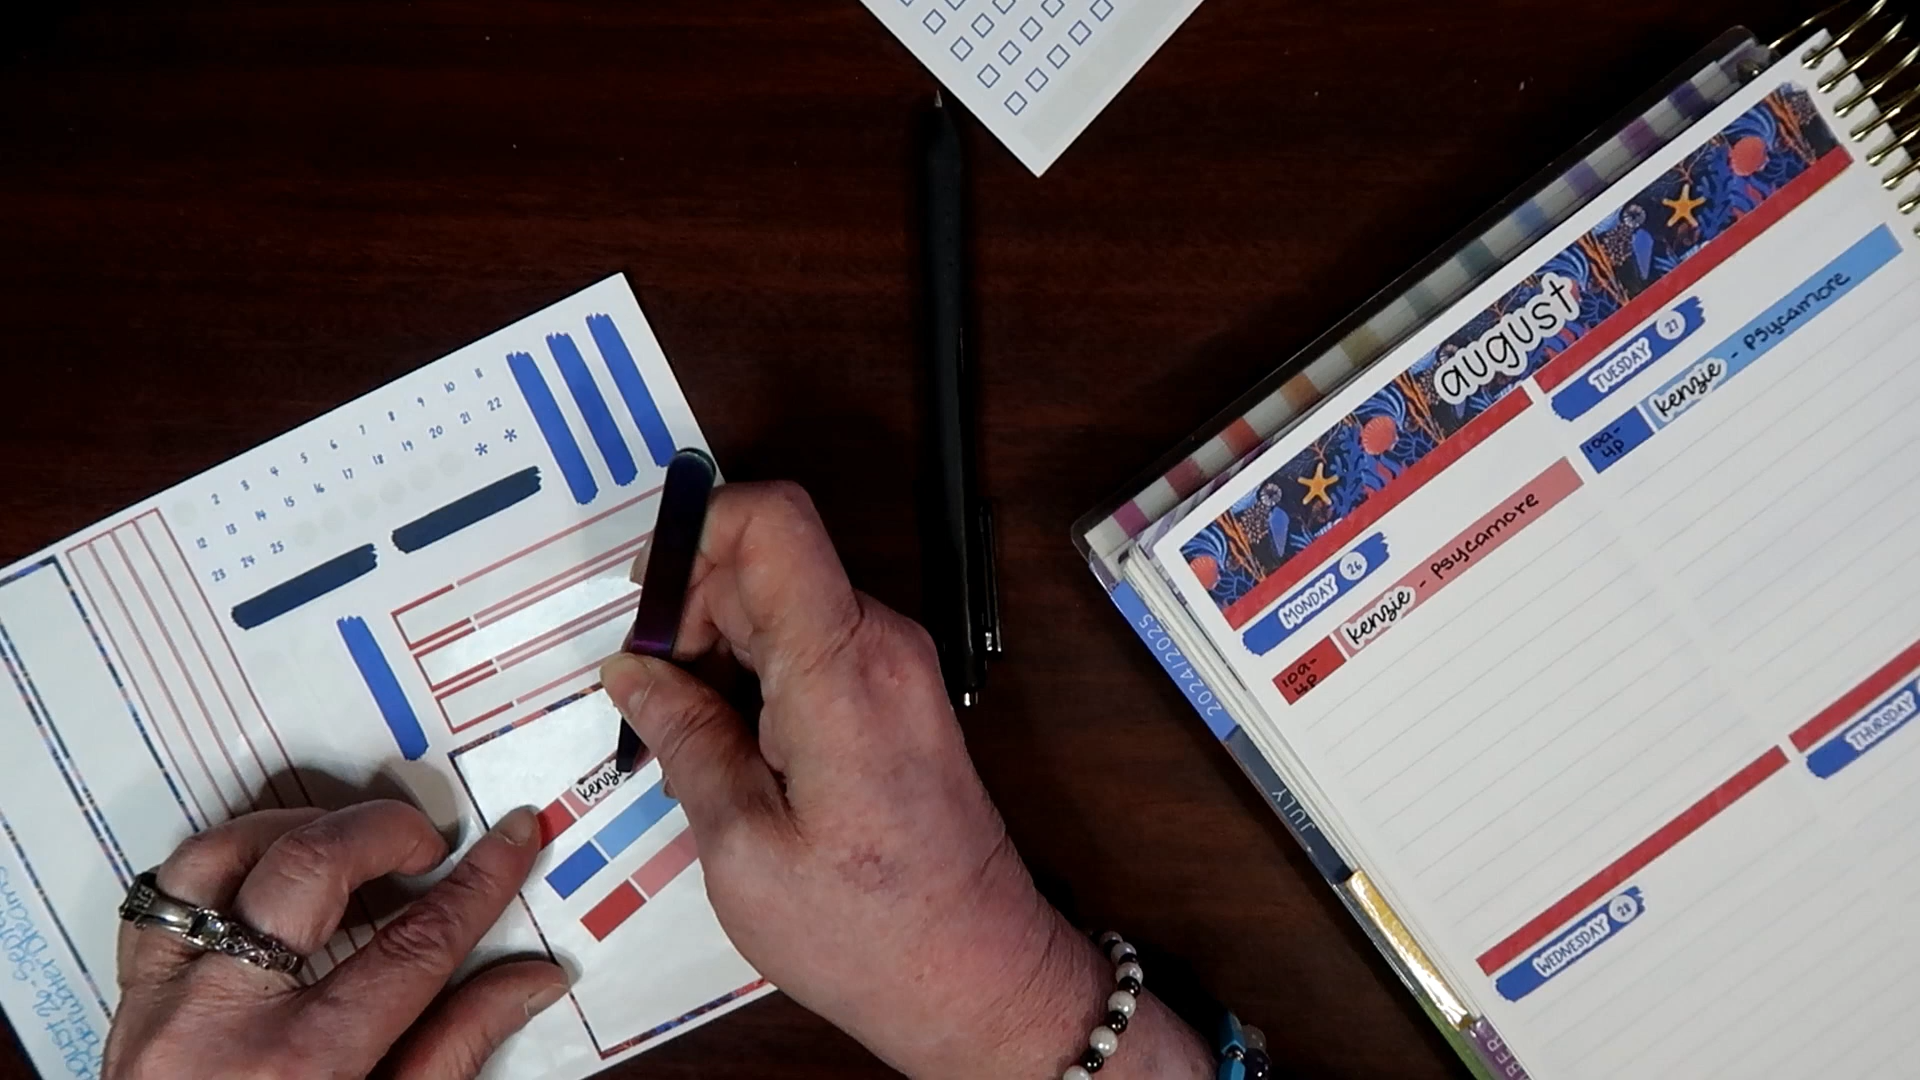 august
MONDAY 26
10a-
4p
kenzie - psycamore
TUESDAY 27
10a-
4p
kenzie - psycamore
WEDNESDAY 28
THURSDAY
2024/2025
JULY
2 3 4 5 6 7 8 9 10 11
12 13 14 15 16 17 18 19 20 21 22
23 24 25 * *
kenzie